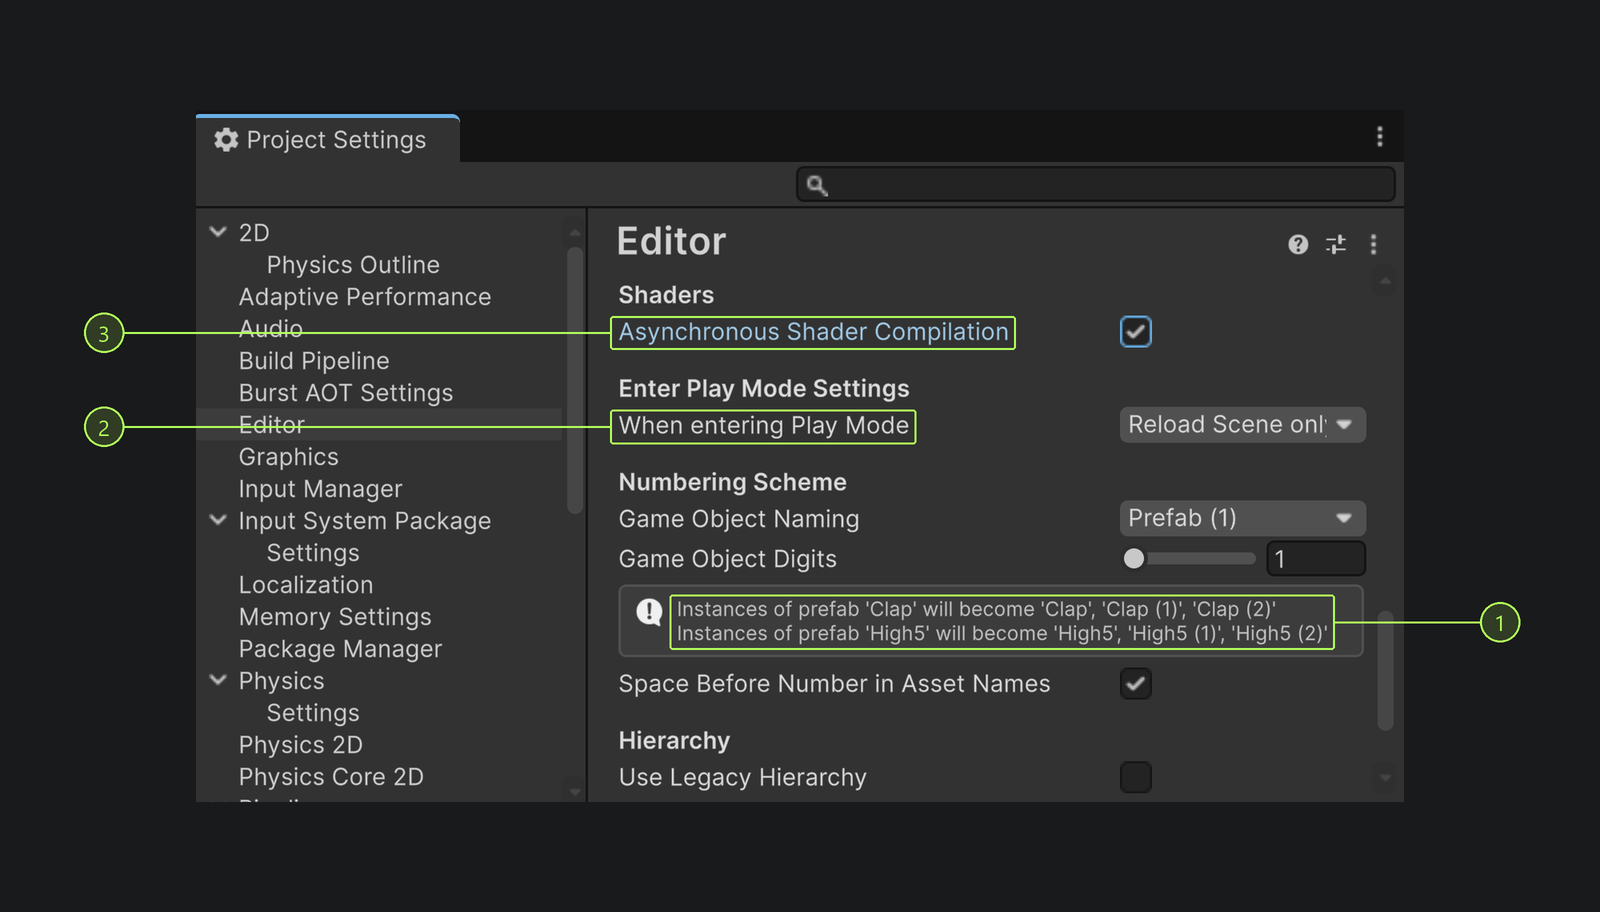 Project Settings
2D
Physics Outline
Adaptive Performance
Audio
Build Pipeline
Burst AOT Settings
Editor
Graphics
Input Manager
Input System Package
Settings
Localization
Memory Settings
Package Manager
Physics
Settings
Physics 2D
Physics Core 2D
Editor
Shaders
3
Asynchronous Shader Compilation
Enter Play Mode Settings
2
When entering Play Mode
Reload Scene only
Numbering Scheme
Game Object Naming
Prefab (1)
Game Object Digits
1
Instances of prefab 'Clap' will become 'Clap', 'Clap (1)', 'Clap (2)'
Instances of prefab 'High5' will become 'High5', 'High5 (1)', 'High5 (2)'
1
Space Before Number in Asset Names
Hierarchy
Use Legacy Hierarchy